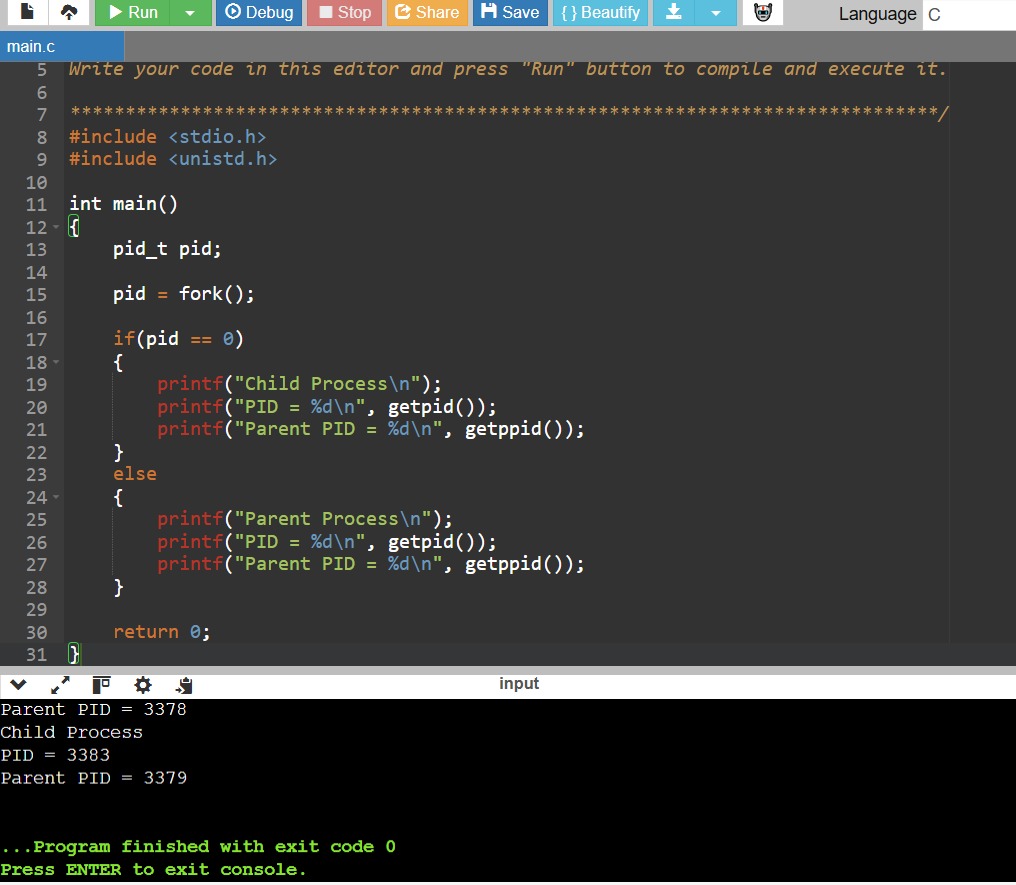 Run Debug Stop Share Save { } Beautify Language C
main.c
5 Write your code in this editor and press "Run" button to compile and execute it.
6
7 *******************************************************************************/
8 #include <stdio.h>
9 #include <unistd.h>
10
11 int main()
12 {
13 pid_t pid;
14
15 pid = fork();
16
17 if(pid == 0)
18 {
19 printf("Child Process\n");
20 printf("PID = %d\n", getpid());
21 printf("Parent PID = %d\n", getppid());
22 }
23 else
24 {
25 printf("Parent Process\n");
26 printf("PID = %d\n", getpid());
27 printf("Parent PID = %d\n", getppid());
28 }
29
30 return 0;
31 }
input
Parent PID = 3378
Child Process
PID = 3383
Parent PID = 3379
...Program finished with exit code 0
Press ENTER to exit console.